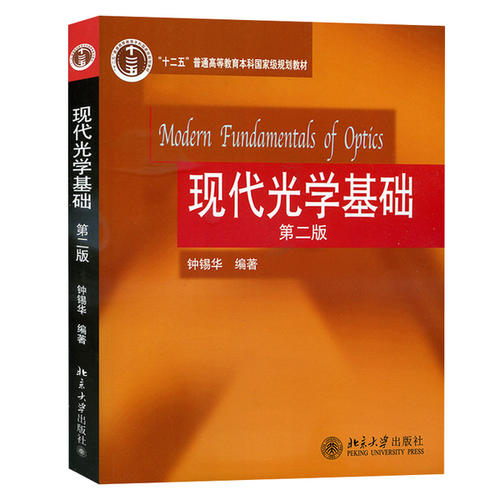 十二五
"十二五"普通高等教育本科国家级规划教材
Modern Fundamentals of Optics
现代光学基础
第二版
钟锡华 编著
北京大学出版社
PEKING UNIVERSITY PRESS
现代光学基础
第二版
钟锡华 编著
北京大学出版社